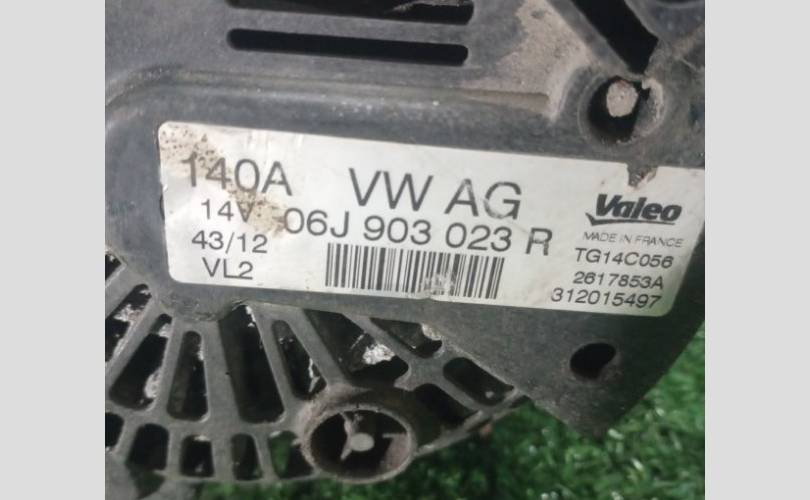 140A VW AG
14V 06J 903 023 R
43/12
VL2
Valeo
MADE IN FRANCE
TG14C056
2617853A
312015497